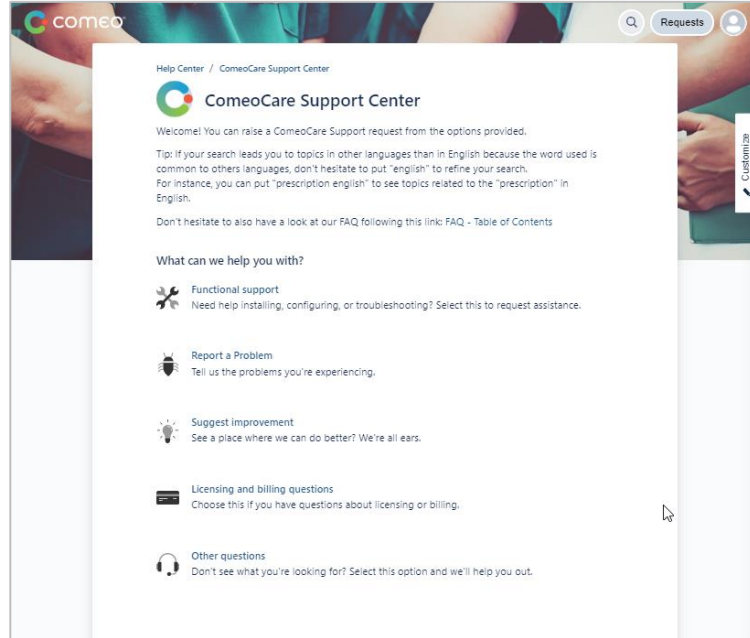 comeo
Requests
Customize
Help Center / ComeoCare Support Center
ComeoCare Support Center
Welcome! You can raise a ComeoCare Support request from the options provided.
Tip: If your search leads you to topics in other languages than in English because the word used is
common to others languages, don't hesitate to put "english" to refine your search.
For instance, you can put "prescription english" to see topics related to the "prescription" in
English.
Don't hesitate to also have a look at our FAQ following this link: FAQ - Table of Contents
What can we help you with?
Functional support
Need help installing, configuring, or troubleshooting? Select this to request assistance.
Report a Problem
Tell us the problems you're experiencing.
Suggest improvement
See a place where we can do better? We're all ears.
Licensing and billing questions
Choose this if you have questions about licensing or billing.
Other questions
Don't see what you're looking for? Select this option and we'll help you out.